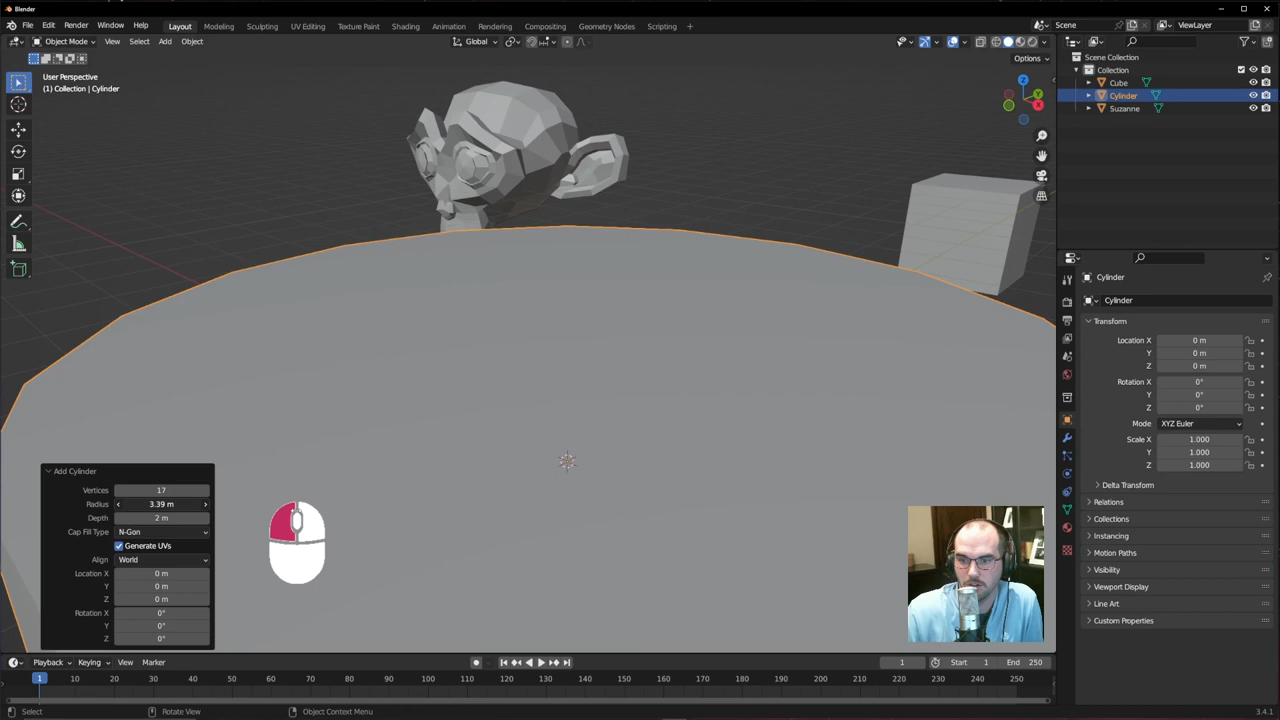 Blender
File Edit Render Window Help Layout Modeling Sculpting UV Editing Texture Paint Shading Animation Rendering Compositing Geometry Nodes Scripting + Scene ViewLayer
Object Mode View Select Add Object Global
Options
User Perspective
(1) Collection | Cylinder
Z
Y
X
Scene Collection
Collection
Cube
Cylinder
Suzanne
Cylinder
Cylinder
Transform
Location X 0 m
Y 0 m
Z 0 m
Rotation X 0°
Y 0°
Z 0°
Mode XYZ Euler
Scale X 1.000
Y 1.000
Z 1.000
Delta Transform
Relations
Collections
Instancing
Motion Paths
Visibility
Viewport Display
Line Art
Custom Properties
Add Cylinder
Vertices 17
Radius 3.39 m
Depth 2 m
Cap Fill Type N-Gon
Generate UVs
Align World
Location X 0 m
Y 0 m
Z 0 m
Rotation X 0°
Y 0°
Z 0°
Playback Keying View Marker 1 Start 1 End 250
1 10 20 30 40 50 60 70 80 90 100 110 120 130 140 150 160 170 180 190 200 210 220 230 240 250
Select Rotate View Object Context Menu 3.4.1